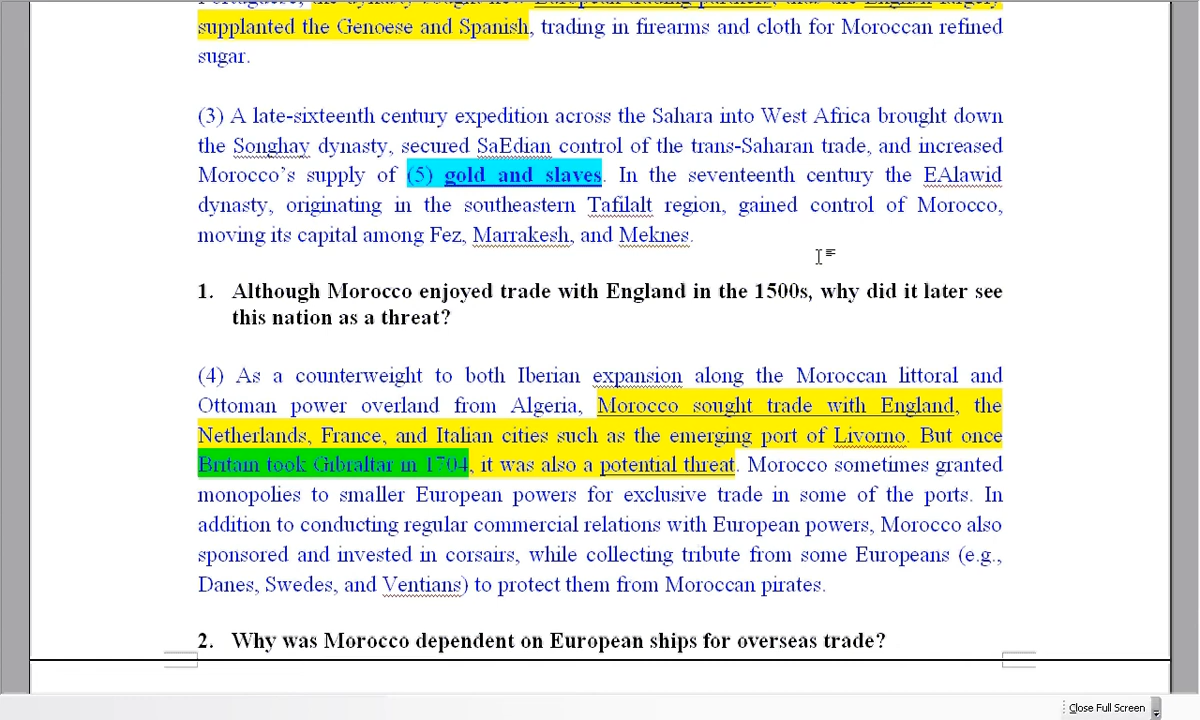 supplanted the Genoese and Spanish, trading in firearms and cloth for Moroccan refined
sugar.
(3) A late-sixteenth century expedition across the Sahara into West Africa brought down
the Songhay dynasty, secured SaEdian control of the trans-Saharan trade, and increased
Morocco's supply of (5) gold and slaves. In the seventeenth century the EAlawid
dynasty, originating in the southeastern Tafilalt region, gained control of Morocco,
moving its capital among Fez, Marrakesh, and Meknes.
1. Although Morocco enjoyed trade with England in the 1500s, why did it later see
this nation as a threat?
(4) As a counterweight to both Iberian expansion along the Moroccan littoral and
Ottoman power overland from Algeria, Morocco sought trade with England, the
Netherlands, France, and Italian cities such as the emerging port of Livorno. But once
Britain took Gibraltar in 1704, it was also a potential threat. Morocco sometimes granted
monopolies to smaller European powers for exclusive trade in some of the ports. In
addition to conducting regular commercial relations with European powers, Morocco also
sponsored and invested in corsairs, while collecting tribute from some Europeans (e.g.,
Danes, Swedes, and Ventians) to protect them from Moroccan pirates.
2. Why was Morocco dependent on European ships for overseas trade?
Close Full Screen